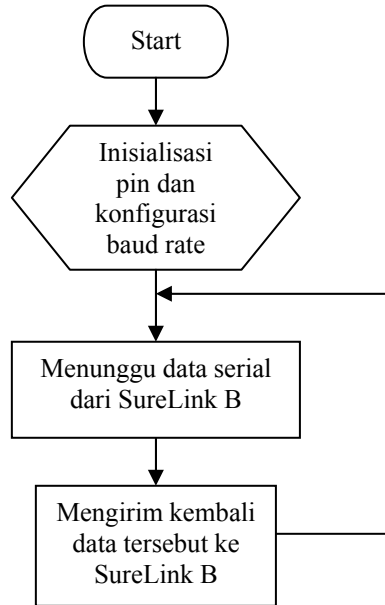 Start
Inisialisasi
pin dan
konfigurasi
baud rate
Menunggu data serial
dari SureLink B
Mengirim kembali
data tersebut ke
SureLink B